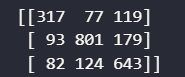 [[317  77 119]
 [ 93 801 179]
 [ 82 124 643]]